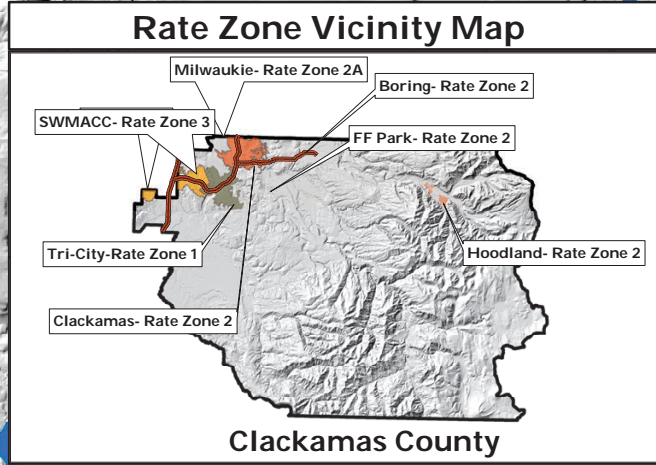 Rate Zone Vicinity Map
Milwaukie- Rate Zone 2A
Boring- Rate Zone 2
SWMACC- Rate Zone 3
FF Park- Rate Zone 2
Tri-City-Rate Zone 1
Hoodland- Rate Zone 2
Clackamas- Rate Zone 2
Clackamas County